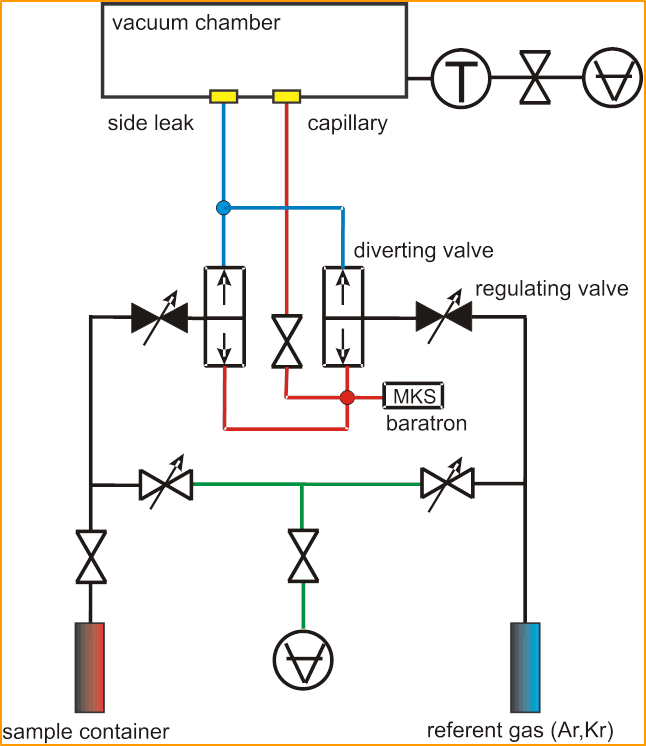 vacuum chamber
T
side leak
capillary
diverting valve
regulating valve
MKS
baratron
sample container
referent gas (Ar,Kr)